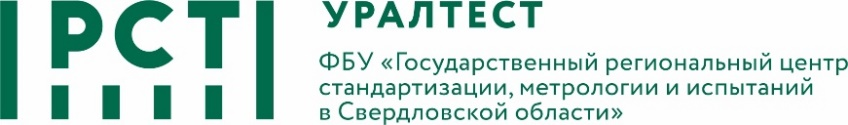 РСТ
УРАЛТЕСТ
ФБУ «Государственный региональный центр
стандартизации, метрологии и испытаний
в Свердловской области»